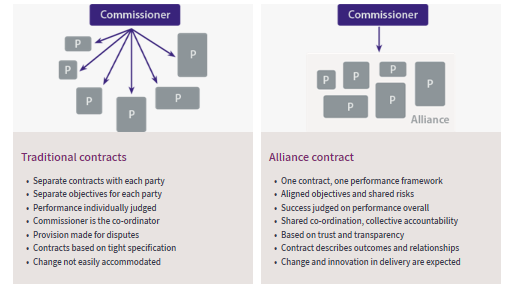 Commissioner
P
P
P
P
P
P
Traditional contracts
• Separate contracts with each party
• Separate objectives for each party
• Performance individually judged
• Commissioner is the co-ordinator
• Provision made for disputes
• Contracts based on tight specification
• Change not easily accommodated
Commissioner
P
P
P
P
P
P
P
Alliance
Alliance contract
• One contract, one performance framework
• Aligned objectives and shared risks
• Success judged on performance overall
• Shared co-ordination, collective accountability
• Based on trust and transparency
• Contract describes outcomes and relationships
• Change and innovation in delivery are expected